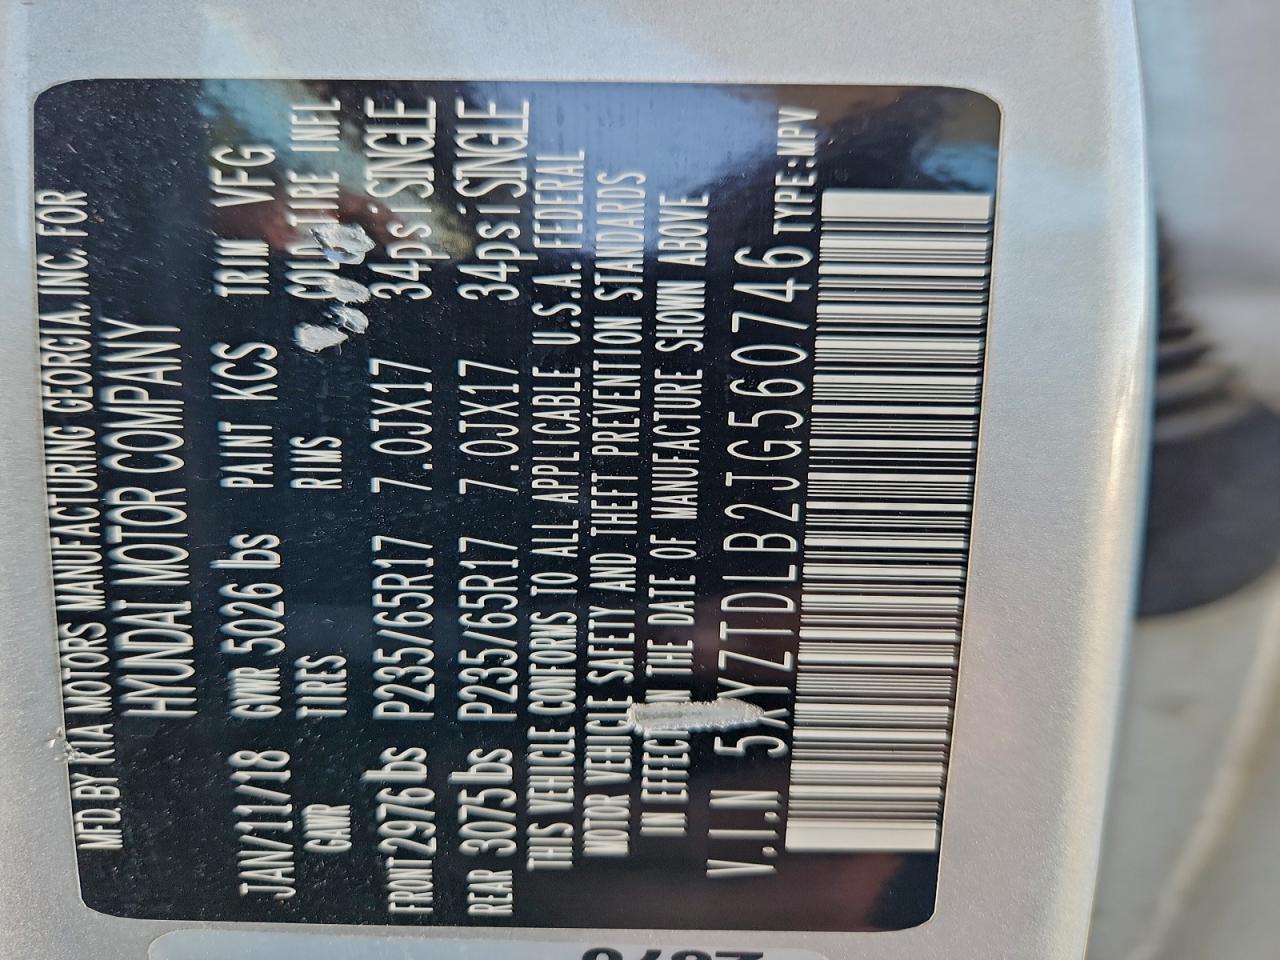 MFD. BY KIA MOTORS MANUFACTURING GEORGIA, INC. FOR
HYUNDAI MOTOR COMPANY
JAN/11/18 GVWR 5026 lbs PAINT KCS TRIM VFG
GAWR TIRES RIMS COLD TIRE INFL
FRONT 2976 lbs P235/65R17 7.0JX17 34psi SINGLE
REAR 3075 lbs P235/65R17 7.0JX17 34psi SINGLE
THIS VEHICLE CONFORMS TO ALL APPLICABLE U.S.A. FEDERAL
MOTOR VEHICLE SAFETY AND THEFT PREVENTION STANDARDS
IN EFFECT ON THE DATE OF MANUFACTURE SHOWN ABOVE
V.I.N 5XYZTDLB2JG560746 TYPE:MPV